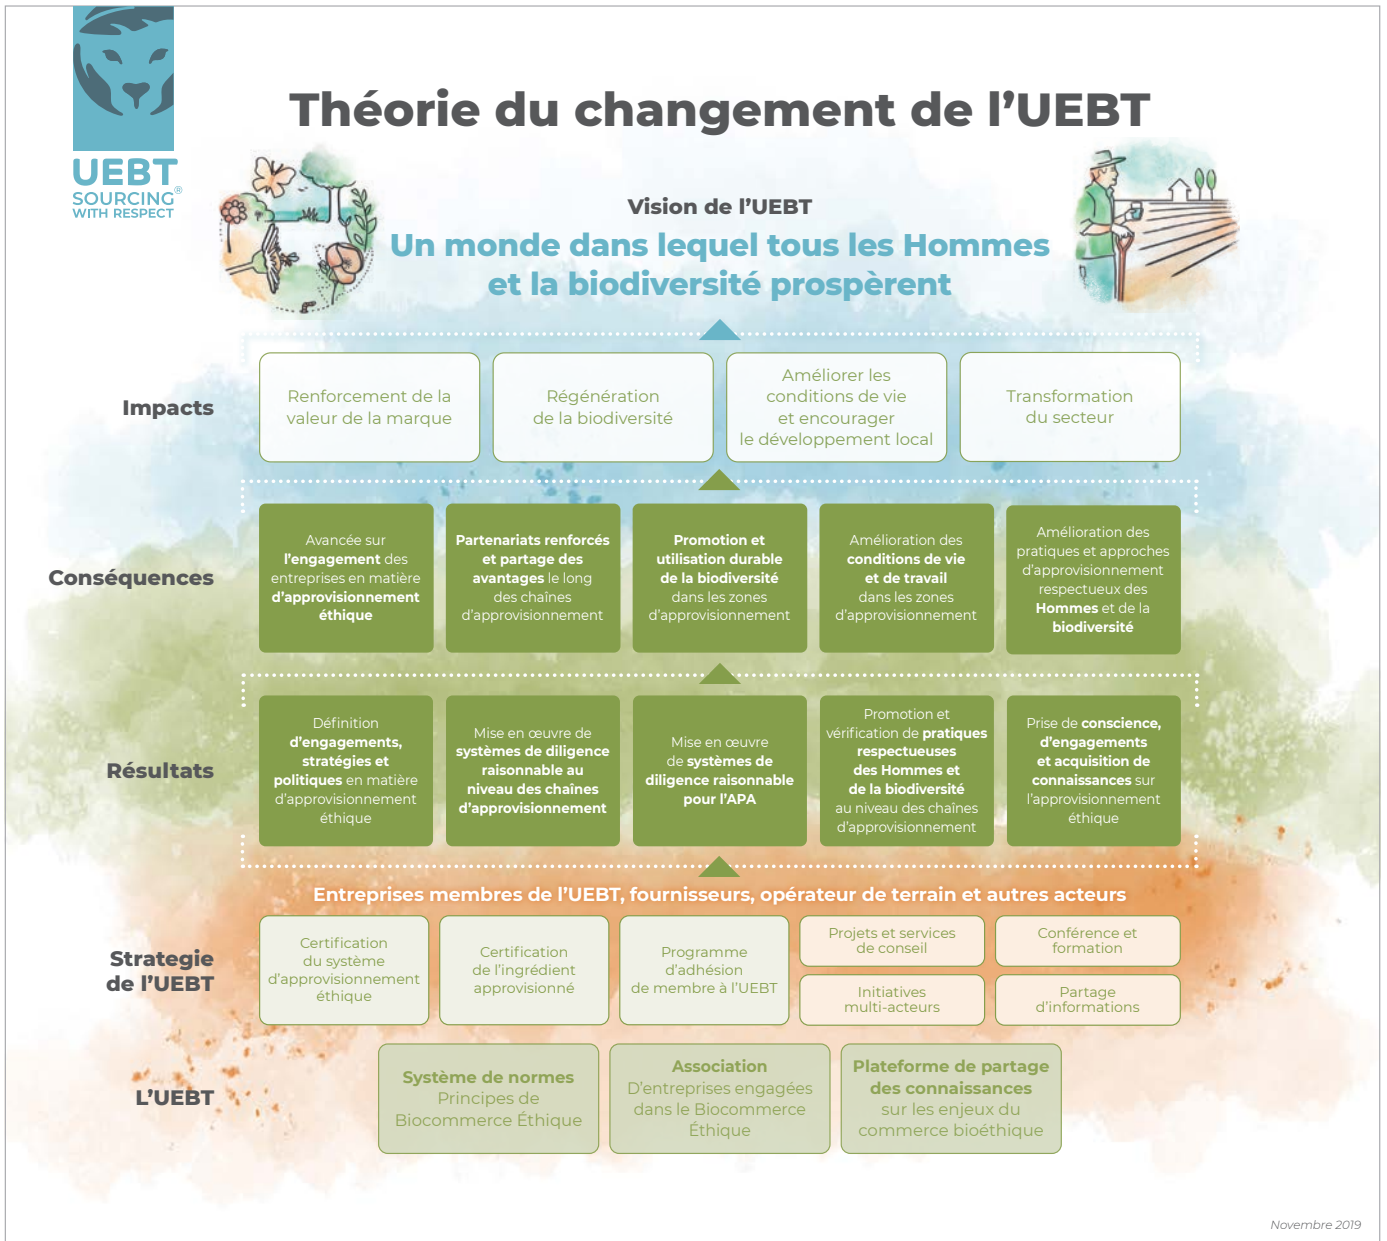 UEBT
SOURCING®
WITH RESPECT
Théorie du changement de l'UEBT
Vision de l'UEBT
Un monde dans lequel tous les Hommes
et la biodiversité prospèrent
Impacts
Renforcement de la
valeur de la marque
Régénération
de la biodiversité
Améliorer les
conditions de vie
et encourager
le développement local
Transformation
du secteur
Conséquences
Avancée sur
l'engagement des
entreprises en matière
d'approvisionnement
éthique
Partenariats renforcés
et partage des
avantages le long
des chaînes
d'approvisionnement
Promotion et
utilisation durable
de la biodiversité
dans les zones
d'approvisionnement
Amélioration des
conditions de vie
et de travail
dans les zones
d'approvisionnement
Amélioration des
pratiques et approches
d'approvisionnement
respectueux des
Hommes et de la
biodiversité
Résultats
Définition
d'engagements,
stratégies et
politiques en matière
d'approvisionnement
éthique
Mise en œuvre de
systèmes de diligence
raisonnable au
niveau des chaînes
d'approvisionnement
Mise en œuvre
de systèmes de
diligence raisonnable
pour l'APA
Promotion et
vérification de pratiques
respectueuses
des Hommes et
de la biodiversité
au niveau des chaînes
d'approvisionnement
Prise de conscience,
d'engagements
et acquisition de
connaissances sur
l'approvisionnement
éthique
Entreprises membres de l'UEBT, fournisseurs, opérateur de terrain et autres acteurs
Strategie
de l'UEBT
Certification
du système
d'approvisionnement
éthique
Certification
de l'ingrédient
approvisionné
Programme
d'adhésion
de membre à l'UEBT
Projets et services
de conseil
Conférence et
formation
Initiatives
multi-acteurs
Partage
d'informations
L'UEBT
Système de normes
Principes de
Biocommerce Éthique
Association
D'entreprises engagées
dans le Biocommerce
Éthique
Plateforme de partage
des connaissances
sur les enjeux du
commerce bioéthique
Novembre 2019